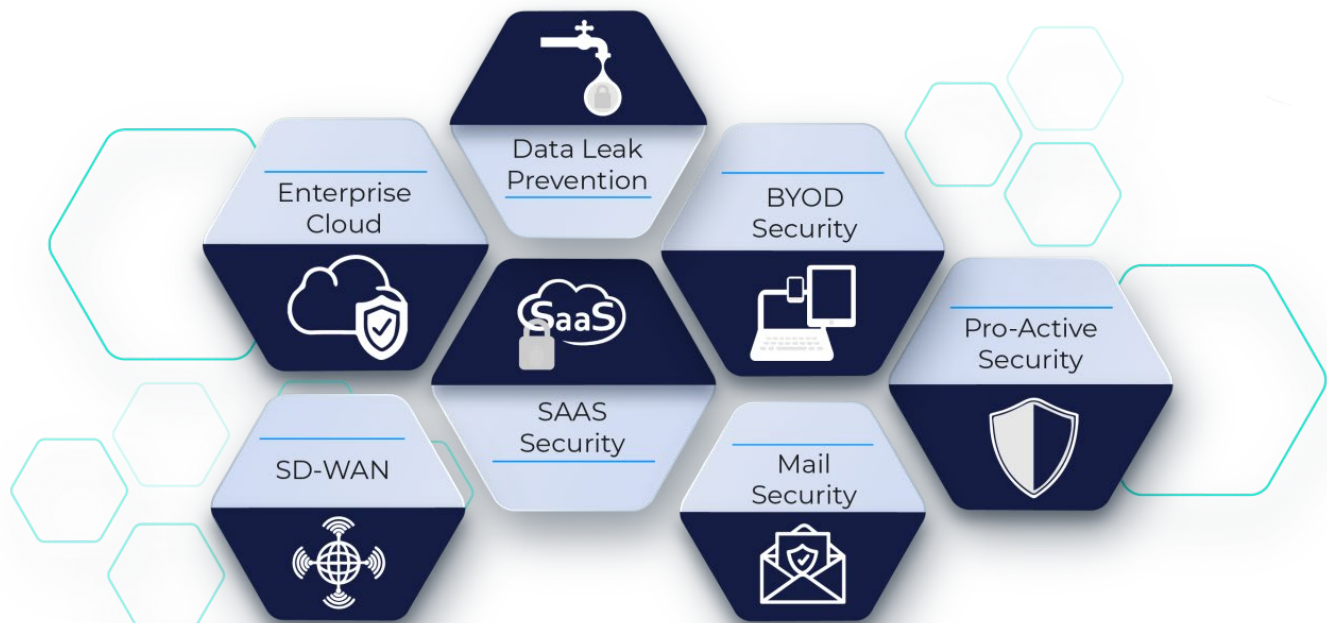 Data Leak
Prevention
Enterprise
Cloud
BYOD
Security
SaaS
Pro-Active
Security
SAAS
Security
SD-WAN
Mail
Security